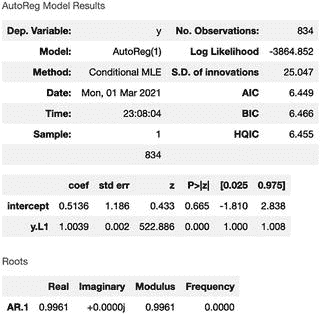 AutoReg Model Results
Dep. Variable: y No. Observations: 834
Model: AutoReg(1) Log Likelihood -3864.852
Method: Conditional MLE S.D. of innovations 25.047
Date: Mon, 01 Mar 2021 AIC 6.449
Time: 23:08:04 BIC 6.466
Sample: 1 HQIC 6.455
834
coef std err z P>|z| [0.025 0.975]
intercept 0.5136 1.186 0.433 0.665 -1.810 2.838
y.L1 1.0039 0.002 522.886 0.000 1.000 1.008
Roots
Real Imaginary Modulus Frequency
AR.1 0.9961 +0.0000j 0.9961 0.0000